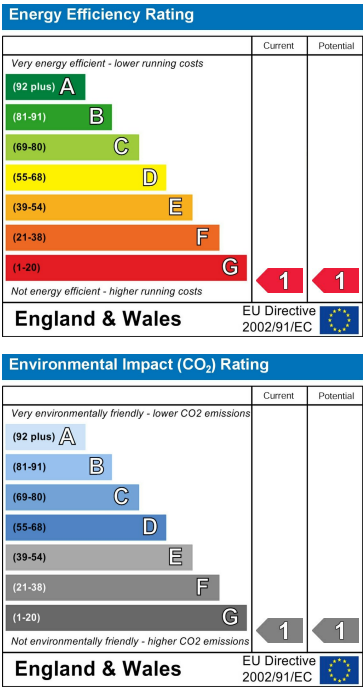 Energy Efficiency Rating
Current Potential
Very energy efficient - lower running costs
(92 plus) A
(81-91) B
(69-80) C
(55-68) D
(39-54) E
(21-38) F
(1-20) G 1 1
Not energy efficient - higher running costs
England & Wales EU Directive 2002/91/EC
Environmental Impact (CO₂) Rating
Current Potential
Very environmentally friendly - lower CO2 emissions
(92 plus) A
(81-91) B
(69-80) C
(55-68) D
(39-54) E
(21-38) F
(1-20) G 1 1
Not environmentally friendly - higher CO2 emissions
England & Wales EU Directive 2002/91/EC